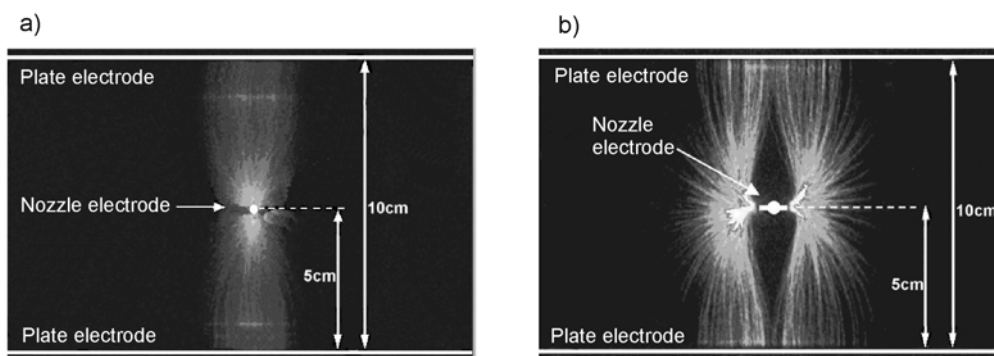 a)
Plate electrode
Nozzle electrode
10cm
5cm
Plate electrode
b)
Plate electrode
Nozzle
electrode
10cm
5cm
Plate electrode